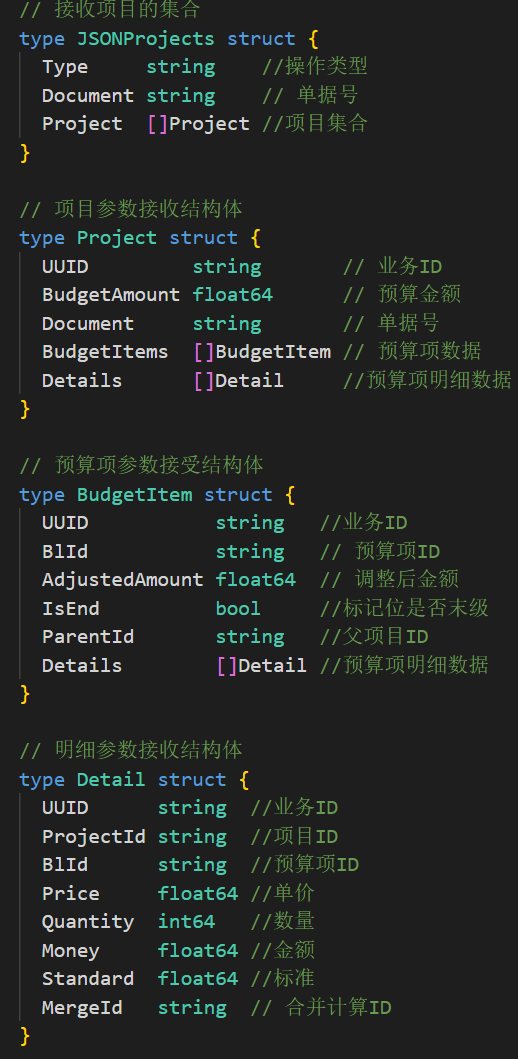 // 接收项目的集合
type JSONProjects struct {
  Type     string    //操作类型
  Document string    // 单据号
  Project  []Project //项目集合
}
// 项目参数接收结构体
type Project struct {
  UUID         string       // 业务ID
  BudgetAmount float64      // 预算金额
  Document     string       // 单据号
  BudgetItems  []BudgetItem // 预算项数据
  Details      []Detail     //预算项明细数据
}
// 预算项参数接受结构体
type BudgetItem struct {
  UUID           string   //业务ID
  BlId           string   // 预算项ID
  AdjustedAmount float64  // 调整后金额
  IsEnd          bool     //标记位是否末级
  ParentId       string   //父项目ID
  Details        []Detail //预算项明细数据
}
// 明细参数接收结构体
type Detail struct {
  UUID      string  //业务ID
  ProjectId string  //项目ID
  BlId      string  //预算项ID
  Price     float64 //单价
  Quantity  int64   //数量
  Money     float64 //金额
  Standard  float64 //标准
  MergeId   string  // 合并计算ID
}